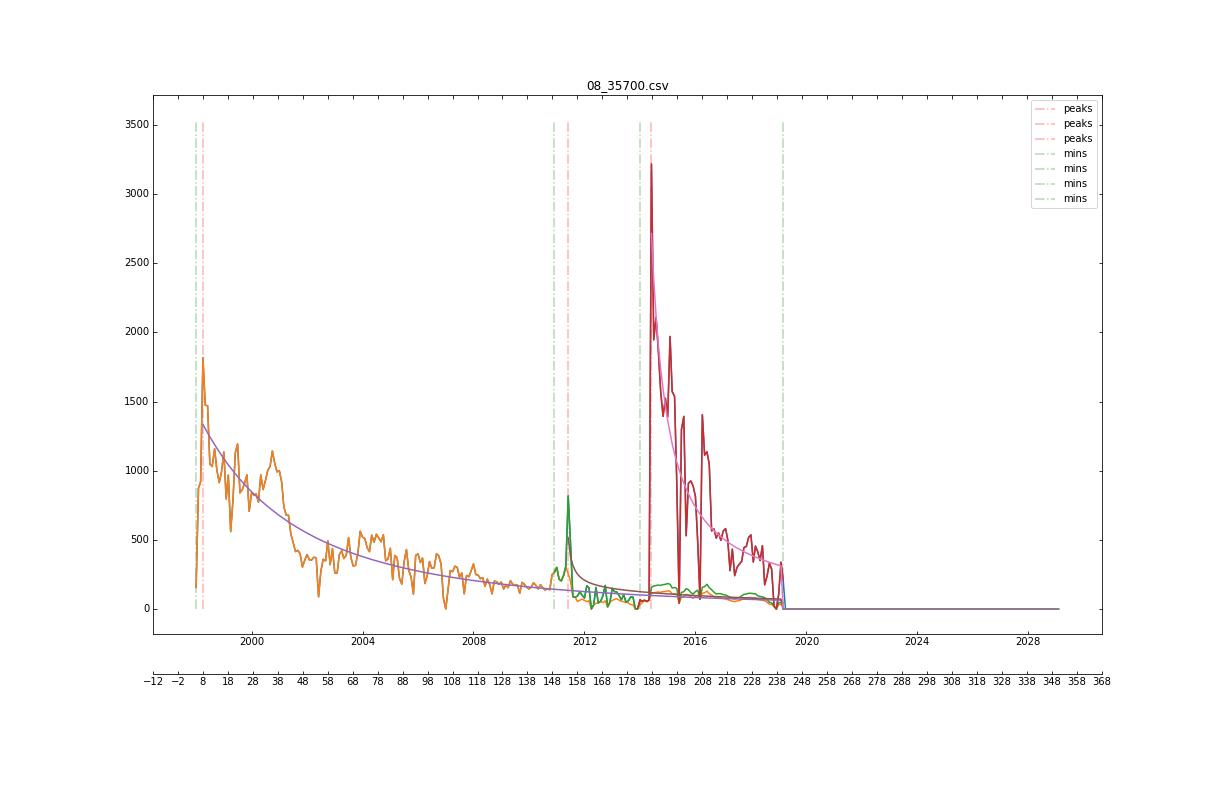 08_35700.csv
peaks
peaks
peaks
mins
mins
mins
mins
3500
3000
2500
2000
1500
1000
500
0
2000 2004 2008 2012 2016 2020 2024 2028
−12 −2 8 18 28 38 48 58 68 78 88 98 108 118 128 138 148 158 168 178 188 198 208 218 228 238 248 258 268 278 288 298 308 318 328 338 348 358 368